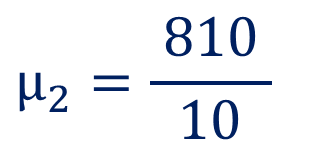 μ₂ = 810/10